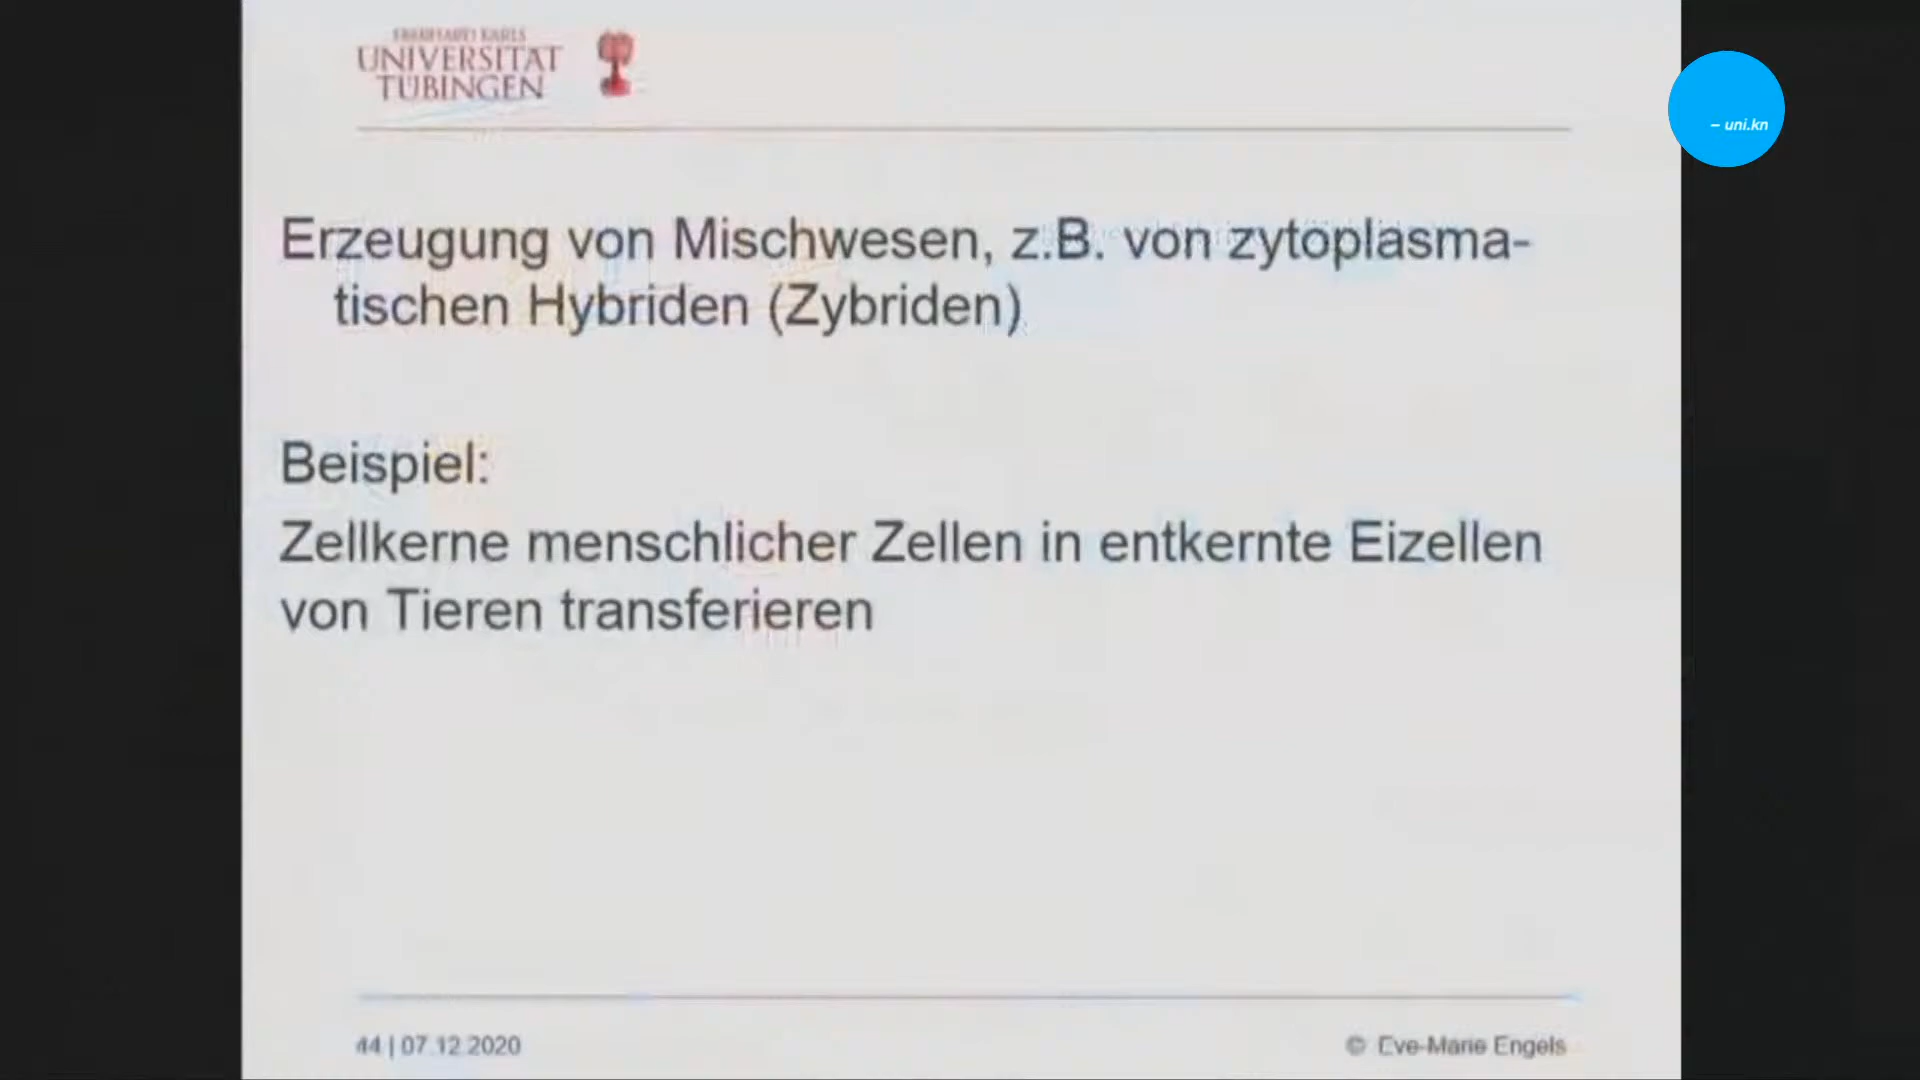 EBERHARD KARLS
UNIVERSITÄT
TÜBINGEN
– uni.kn
Erzeugung von Mischwesen, z.B. von zytoplasma-
tischen Hybriden (Zybriden)
Beispiel:
Zellkerne menschlicher Zellen in entkernte Eizellen
von Tieren transferieren
44 | 07.12.2020
© Eve-Marie Engels